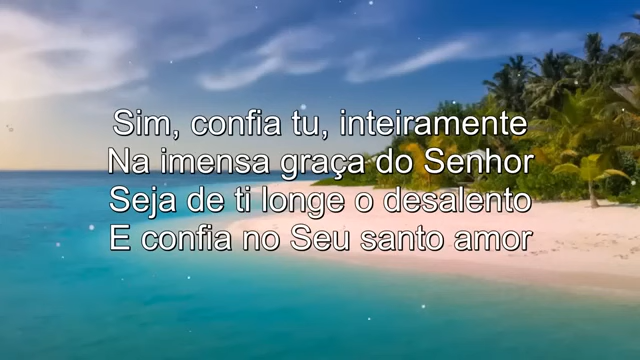 Sim, confia tu, inteiramente
Na imensa graça do Senhor
Seja de ti longe o desalento
E confia no Seu santo amor